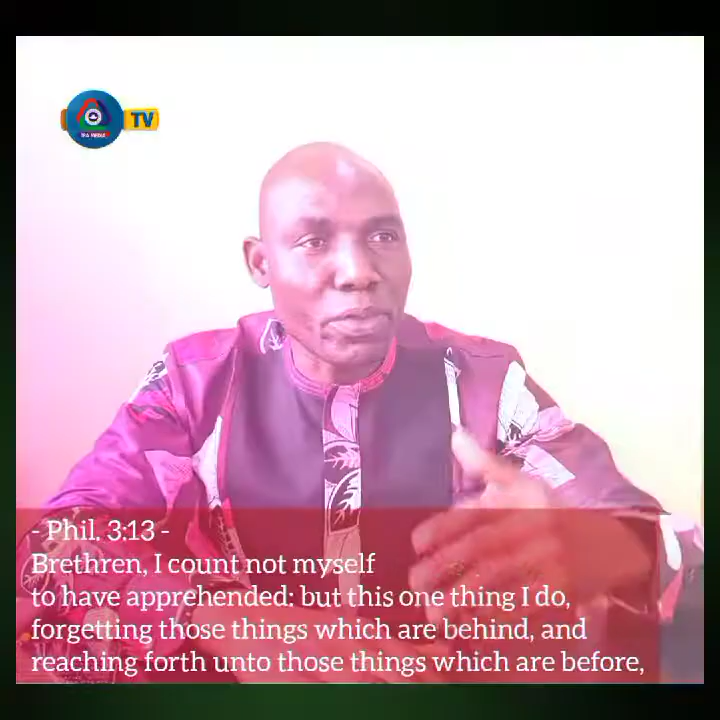 TV
- Phil. 3:13 -
Brethren, I count not myself
to have apprehended: but this one thing I do,
forgetting those things which are behind, and
reaching forth unto those things which are before,